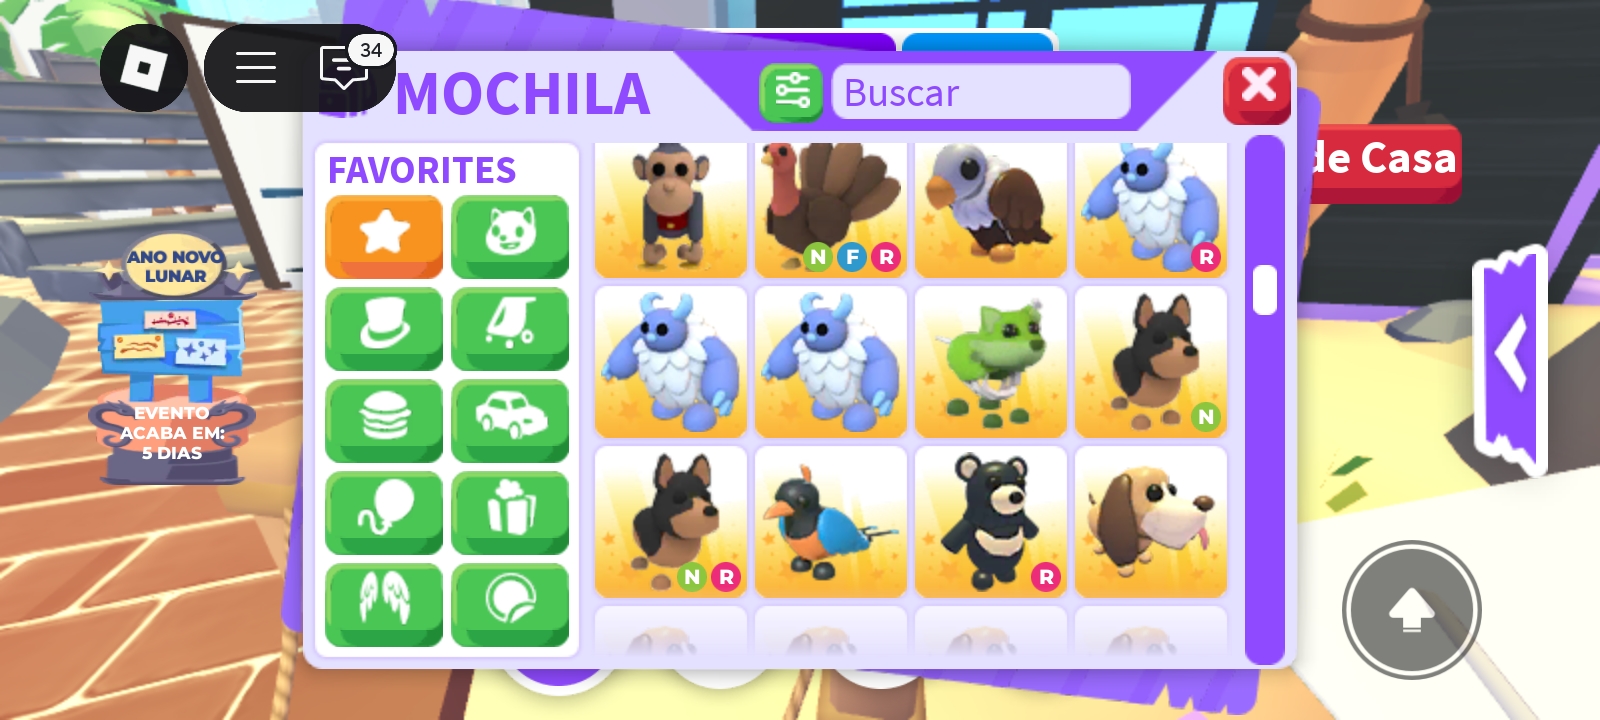 34
MOCHILA
Buscar
FAVORITES
de Casa
ANO NOVO
LUNAR
EVENTO
ACABA EM:
5 DIAS
N F R
R
N
N R
R